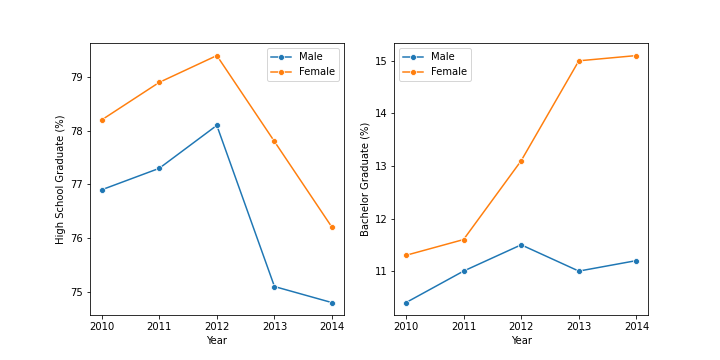 High School Graduate (%)
79
78
77
76
75
2010 2011 2012 2013 2014
Year
Male
Female
Bachelor Graduate (%)
15
14
13
12
11
2010 2011 2012 2013 2014
Year
Male
Female